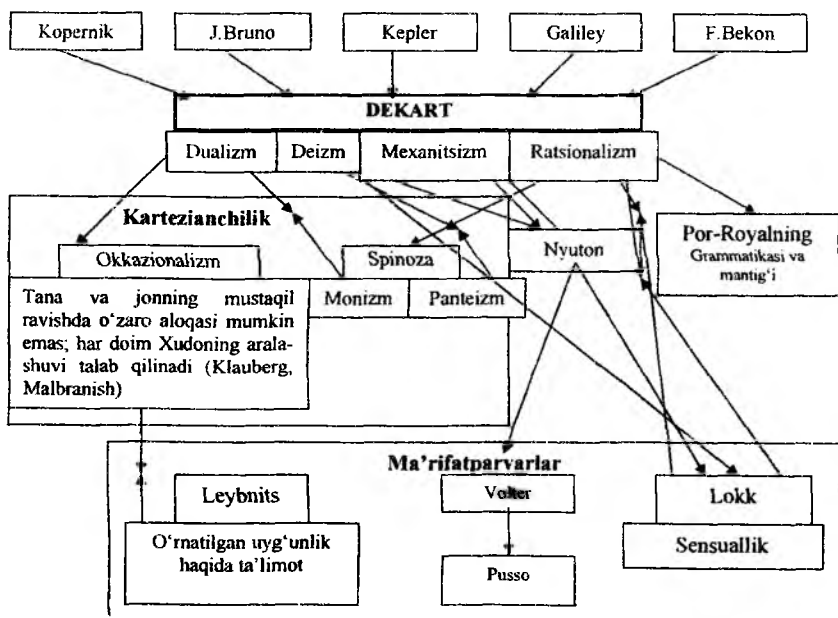 Kopernik
J.Bruno
Kepler
Galiley
F.Bekon
DEKART
Dualizm
Deizm
Mexanitsizm
Ratsionalizm
Kartezianchilik
Okkazionalizm
Spinoza
Nyuton
Por-Royalning
Grammatikasi va
mantig‘i
Tana va jonning mustaqil
ravishda o‘zaro aloqasi mumkin
emas; har doim Xudoning arala-
shuvi talab qilinadi (Klauberg,
Malbranish)
Monizm
Panteizm
Ma’rifatparvarlar
Leybnits
Volter
Lokk
O‘rnatilgan uyg‘unlik
haqida ta’limot
Sensuallik
Pusso